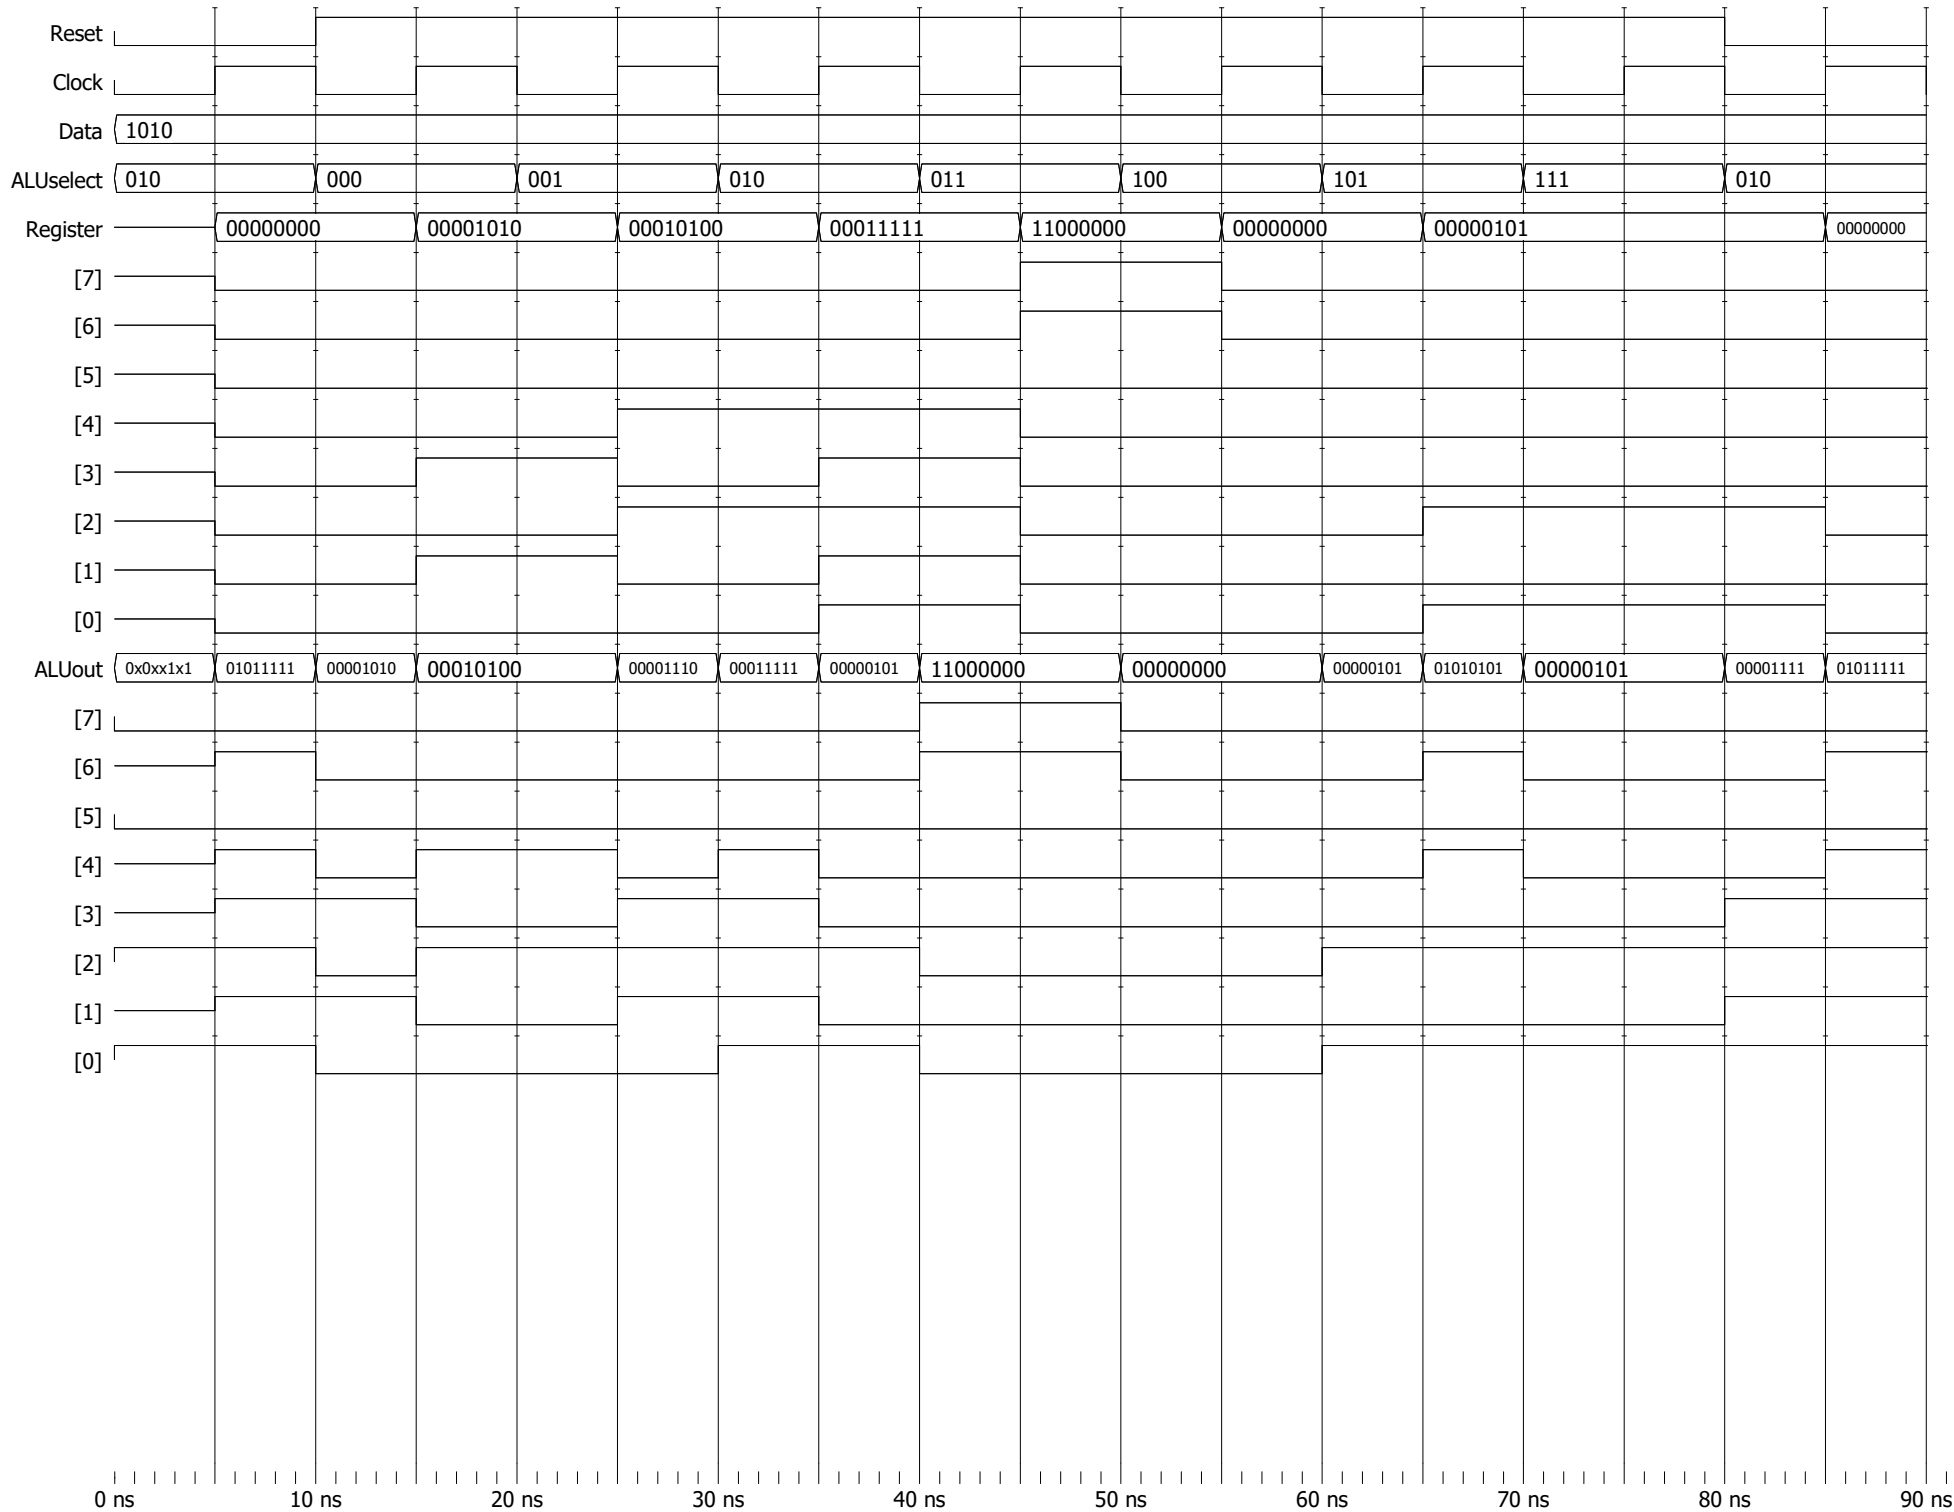 Reset
Clock
Data 1010
ALUselect 010 000 001 010 011 100 101 111 010
Register 00000000 00001010 00010100 00011111 11000000 00000000 00000101 00000000
[7]
[6]
[5]
[4]
[3]
[2]
[1]
[0]
ALUout 0x0xx1x1 01011111 00001010 00010100 00001110 00011111 00000101 11000000 00000000 00000101 01010101 00000101 00001111 01011111
[7]
[6]
[5]
[4]
[3]
[2]
[1]
[0]
0 ns 10 ns 20 ns 30 ns 40 ns 50 ns 60 ns 70 ns 80 ns 90 ns